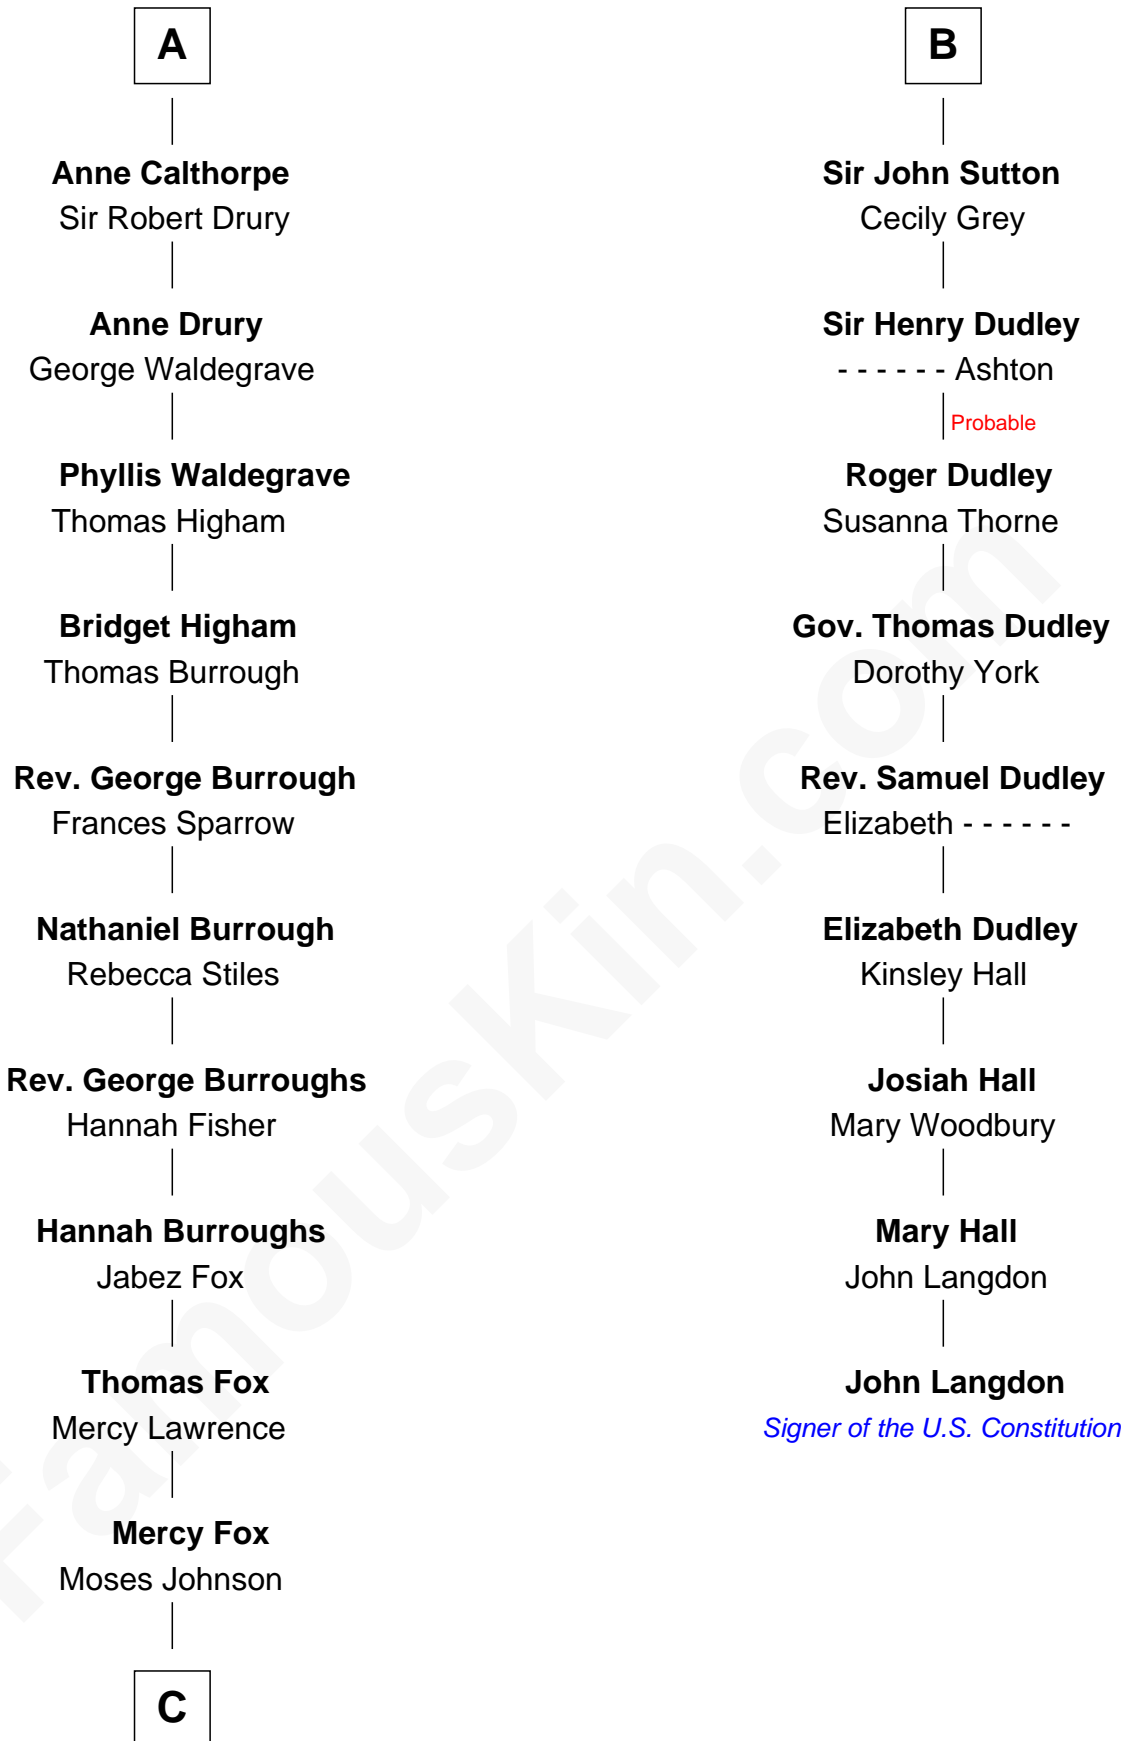 A
Anne Calthorpe
Sir Robert Drury
Anne Drury
George Waldegrave
Phyllis Waldegrave
Thomas Higham
Bridget Higham
Thomas Burrough
Rev. George Burrough
Frances Sparrow
Nathaniel Burrough
Rebecca Stiles
Rev. George Burroughs
Hannah Fisher
Hannah Burroughs
Jabez Fox
Thomas Fox
Mercy Lawrence
Mercy Fox
Moses Johnson
C
B
Sir John Sutton
Cecily Grey
Sir Henry Dudley
- - - - - - Ashton
Probable
Roger Dudley
Susanna Thorne
Gov. Thomas Dudley
Dorothy York
Rev. Samuel Dudley
Elizabeth - - - - - -
Elizabeth Dudley
Kinsley Hall
Josiah Hall
Mary Woodbury
Mary Hall
John Langdon
John Langdon
Signer of the U.S. Constitution
FamousKin.com